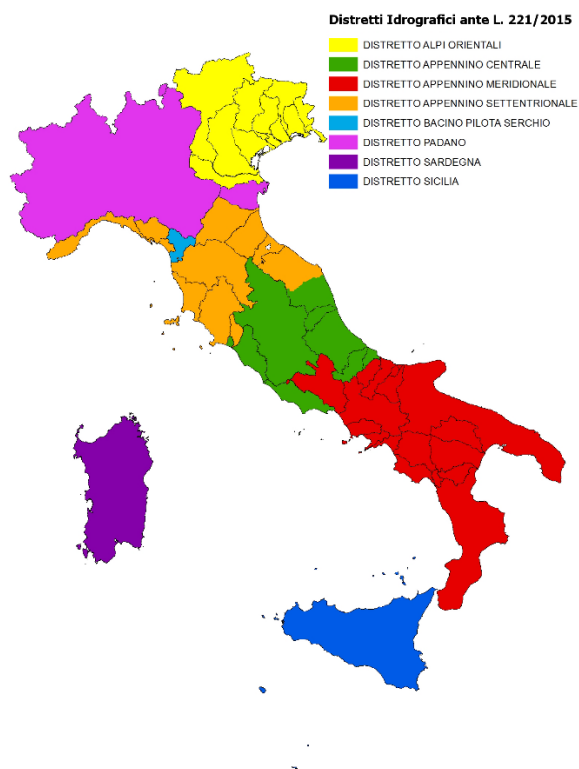 Distretti Idrografici ante L. 221/2015
DISTRETTO ALPI ORIENTALI
DISTRETTO APPENNINO CENTRALE
DISTRETTO APPENNINO MERIDIONALE
DISTRETTO APPENNINO SETTENTRIONALE
DISTRETTO BACINO PILOTA SERCHIO
DISTRETTO PADANO
DISTRETTO SARDEGNA
DISTRETTO SICILIA